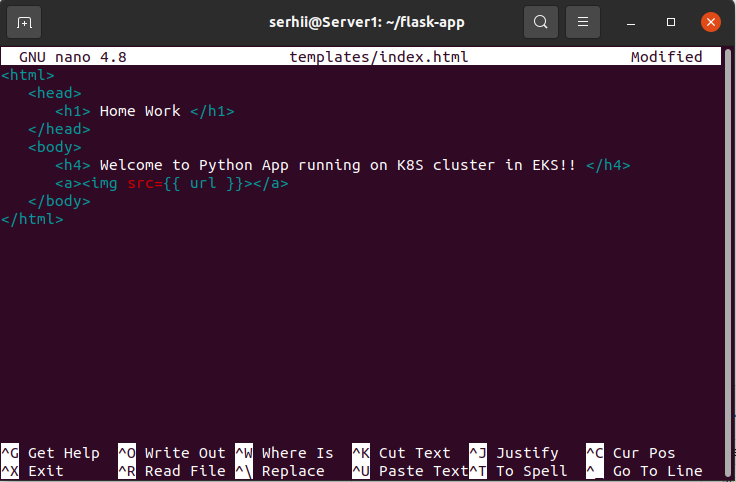 serhii@Server1: ~/flask-app
GNU nano 4.8 templates/index.html Modified
<html>
   <head>
      <h1> Home Work </h1>
   </head>
   <body>
      <h4> Welcome to Python App running on K8S cluster in EKS!! </h4>
      <a><img src={{ url }}></a>
   </body>
</html>
^G Get Help ^O Write Out ^W Where Is ^K Cut Text ^J Justify ^C Cur Pos
^X Exit ^R Read File ^\ Replace ^U Paste Text ^T To Spell ^_ Go To Line